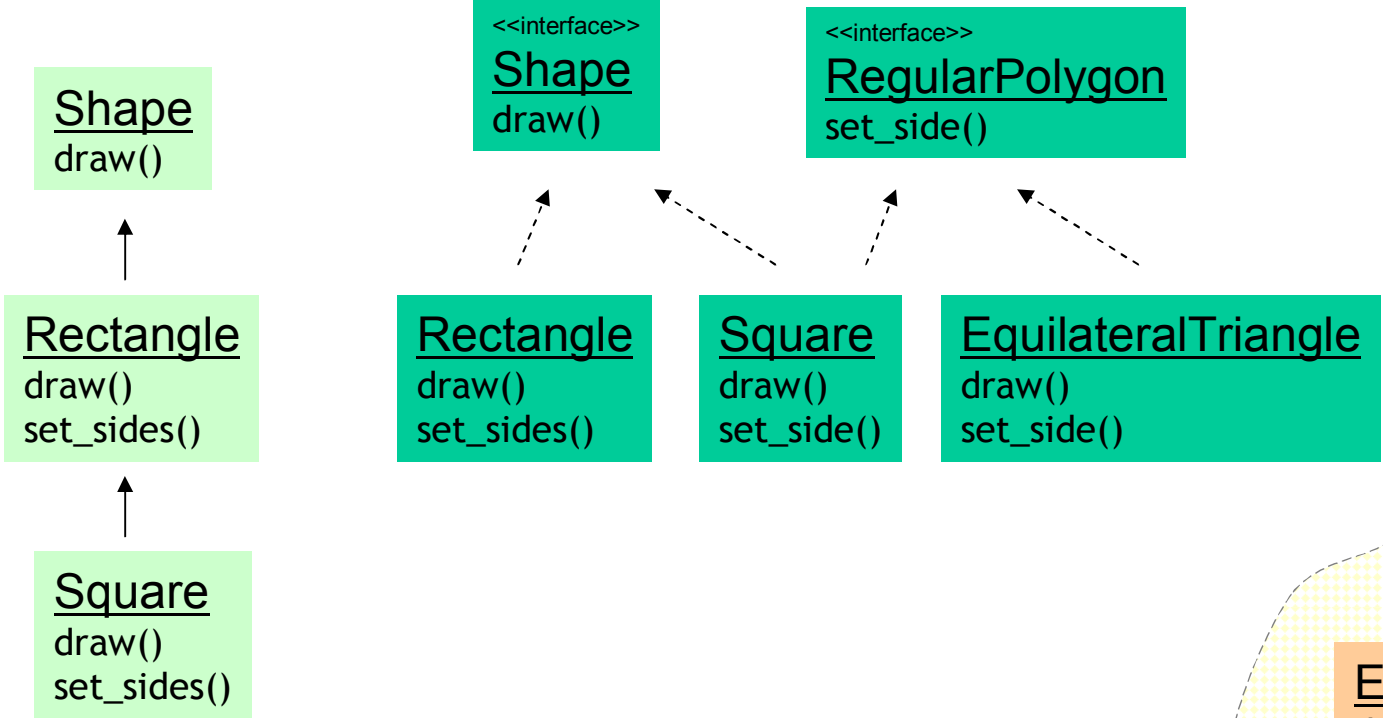 Shape
draw()
Rectangle
draw()
set_sides()
Square
draw()
set_sides()
<<interface>>
Shape
draw()
<<interface>>
RegularPolygon
set_side()
Rectangle
draw()
set_sides()
Square
draw()
set_side()
EquilateralTriangle
draw()
set_side()